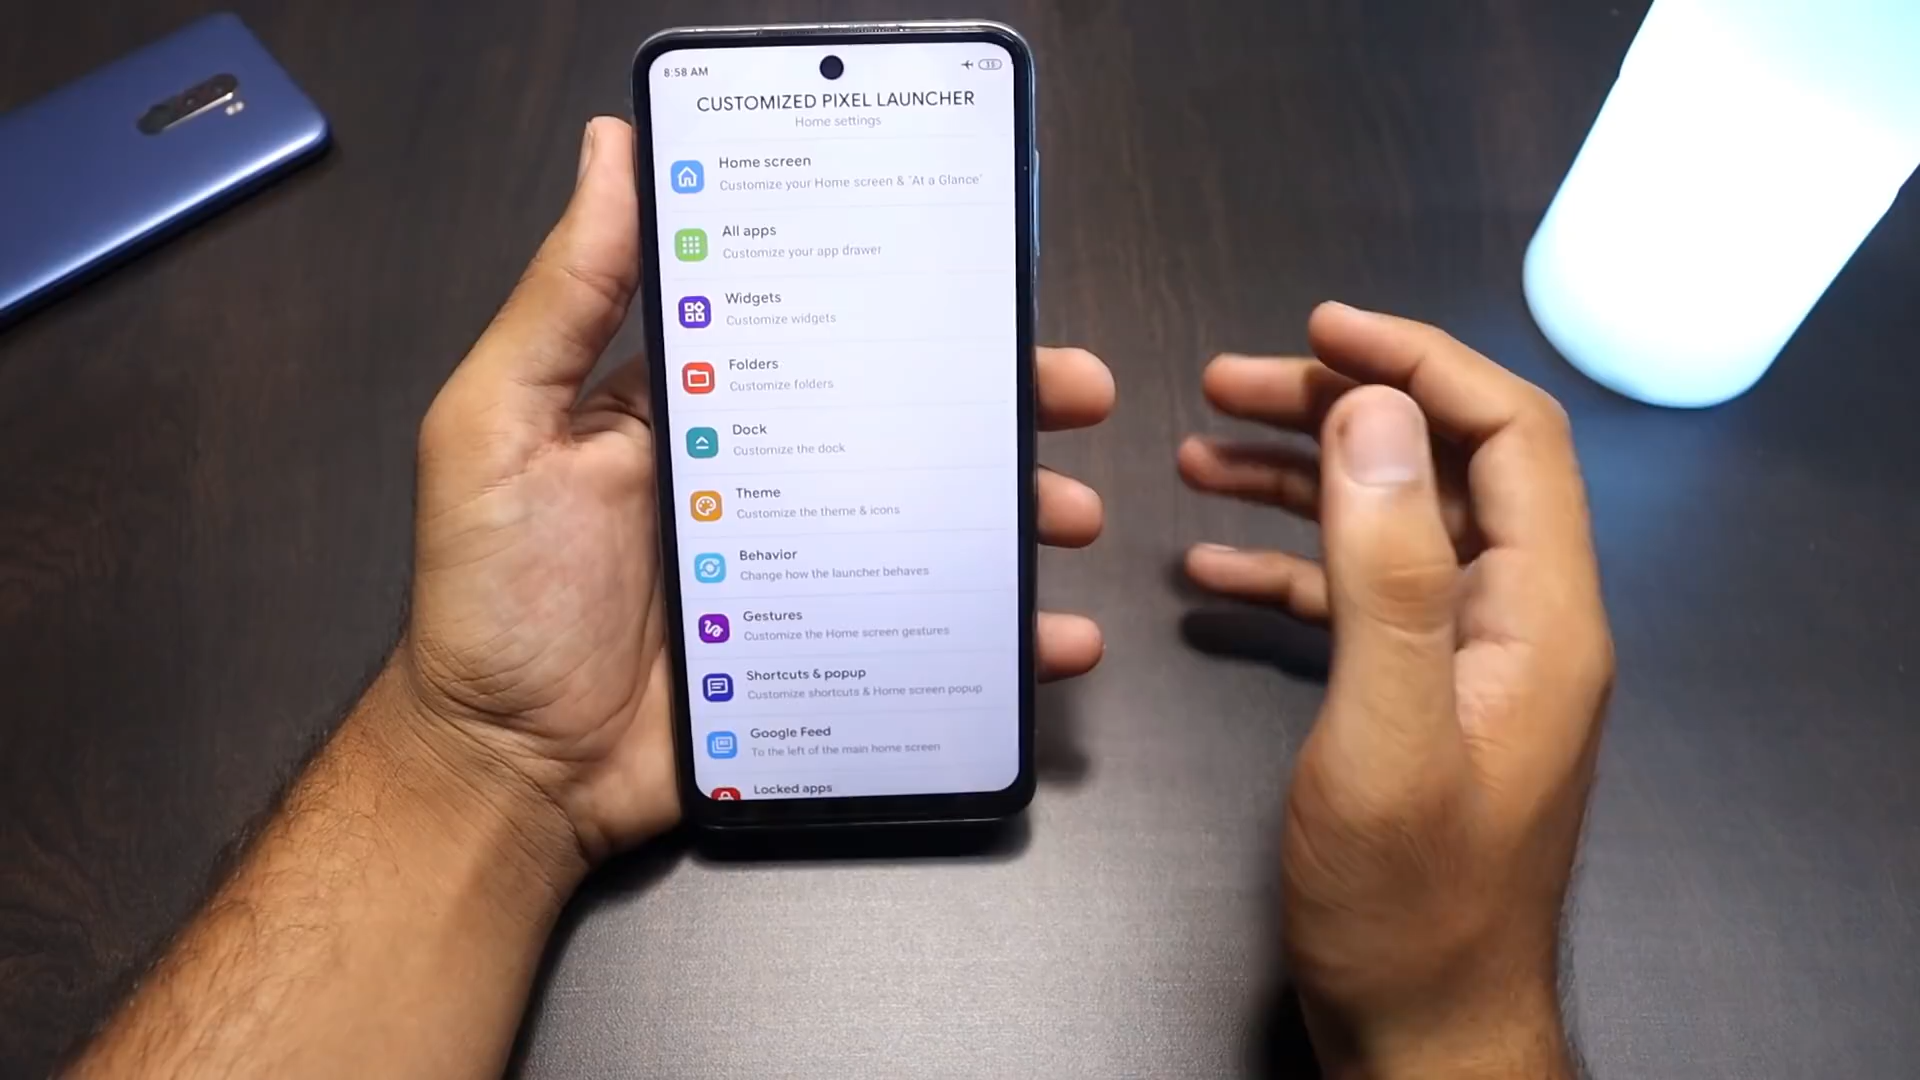 8:58 AM
15
CUSTOMIZED PIXEL LAUNCHER
Home settings
Home screen
Customize your Home screen & "At a Glance"
All apps
Customize your app drawer
Widgets
Customize widgets
Folders
Customize folders
Dock
Customize the dock
Theme
Customize the theme & icons
Behavior
Change how the launcher behaves
Gestures
Customize the Home screen gestures
Shortcuts & popup
Customize shortcuts & Home screen popup
Google Feed
To the left of the main home screen
Locked apps